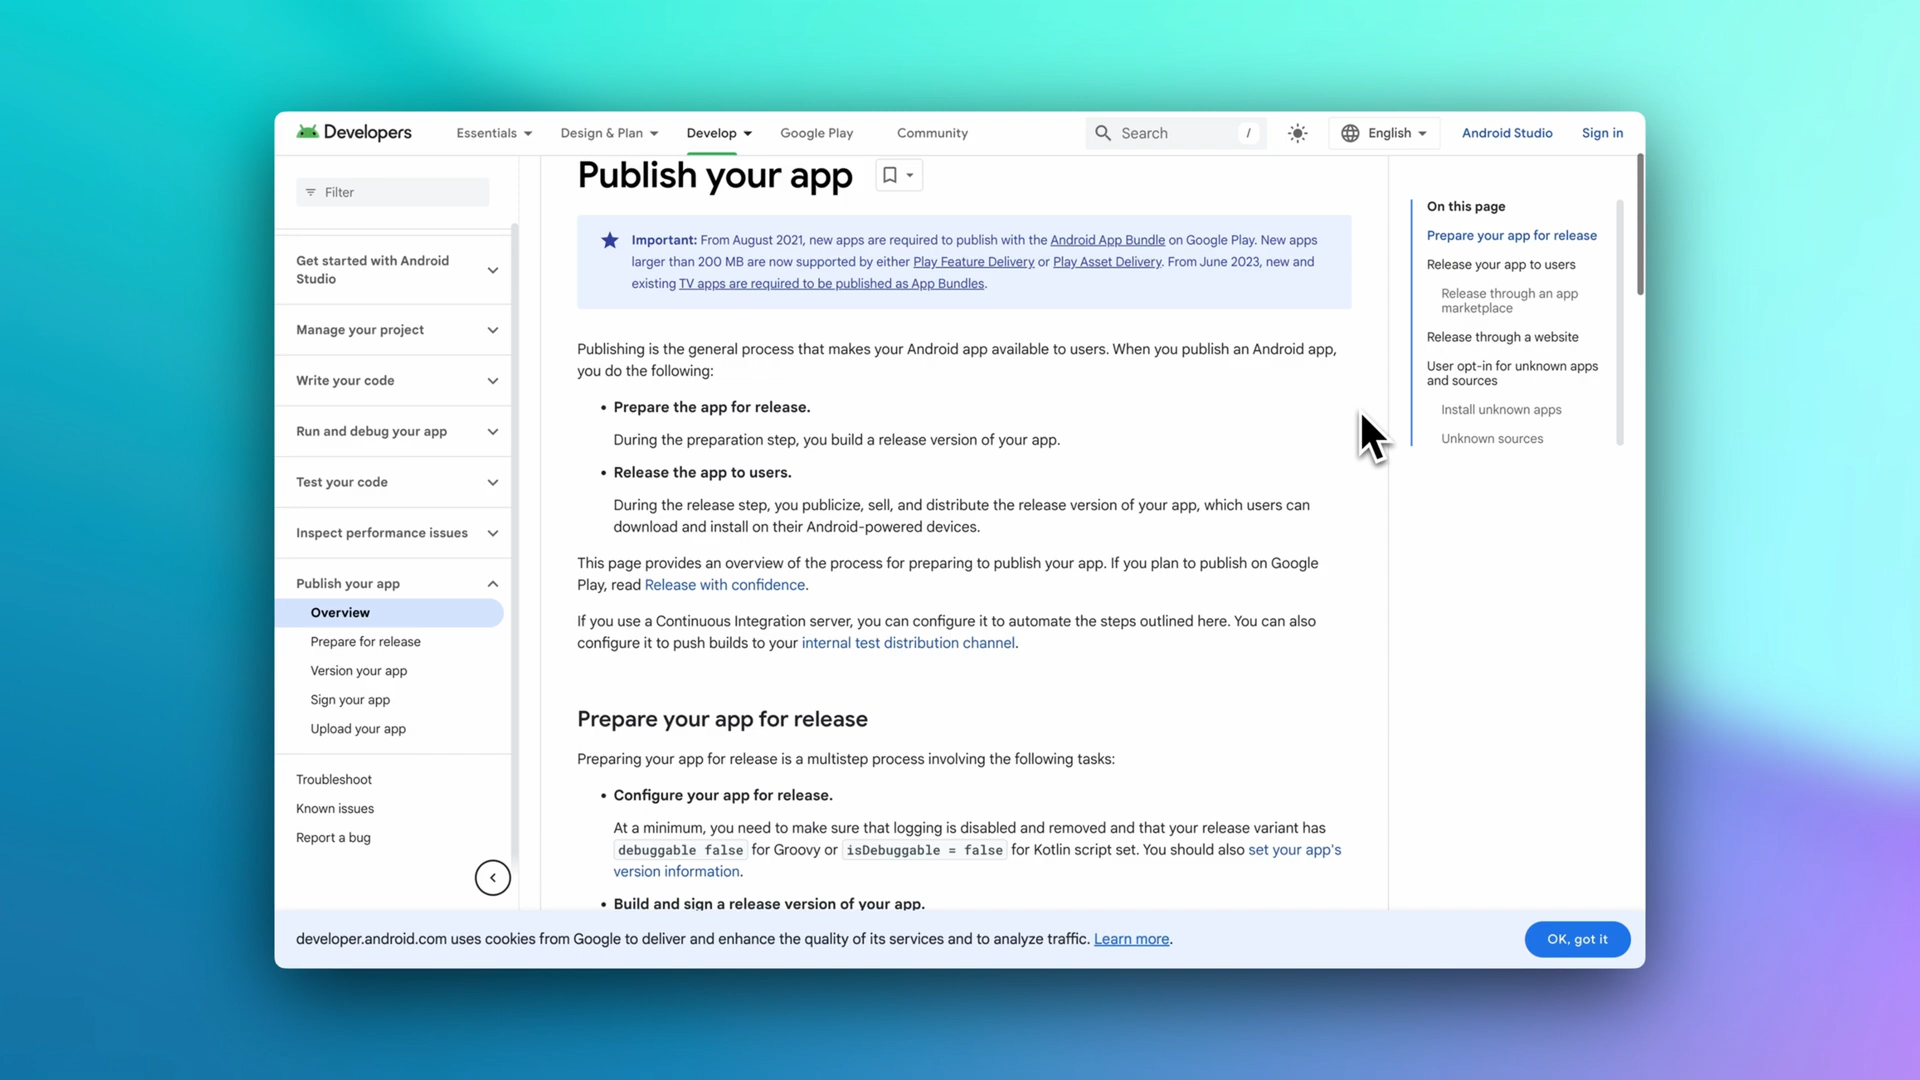 Developers
Essentials
Design & Plan
Develop
Google Play
Community
Search
/
English
Android Studio
Sign in
Filter
Get started with Android
Studio
Manage your project
Write your code
Run and debug your app
Test your code
Inspect performance issues
Publish your app
Overview
Prepare for release
Version your app
Sign your app
Upload your app
Troubleshoot
Known issues
Report a bug
Publish your app
Important: From August 2021, new apps are required to publish with the Android App Bundle on Google Play. New apps
larger than 200 MB are now supported by either Play Feature Delivery or Play Asset Delivery. From June 2023, new and
existing TV apps are required to be published as App Bundles.
Publishing is the general process that makes your Android app available to users. When you publish an Android app,
you do the following:
• Prepare the app for release.
During the preparation step, you build a release version of your app.
• Release the app to users.
During the release step, you publicize, sell, and distribute the release version of your app, which users can
download and install on their Android-powered devices.
This page provides an overview of the process for preparing to publish your app. If you plan to publish on Google
Play, read Release with confidence.
If you use a Continuous Integration server, you can configure it to automate the steps outlined here. You can also
configure it to push builds to your internal test distribution channel.
Prepare your app for release
Preparing your app for release is a multistep process involving the following tasks:
• Configure your app for release.
At a minimum, you need to make sure that logging is disabled and removed and that your release variant has
debuggable false for Groovy or isDebuggable = false for Kotlin script set. You should also set your app's
version information.
• Build and sign a release version of your app.
On this page
Prepare your app for release
Release your app to users
Release through an app
marketplace
Release through a website
User opt-in for unknown apps
and sources
Install unknown apps
Unknown sources
developer.android.com uses cookies from Google to deliver and enhance the quality of its services and to analyze traffic. Learn more.
OK, got it